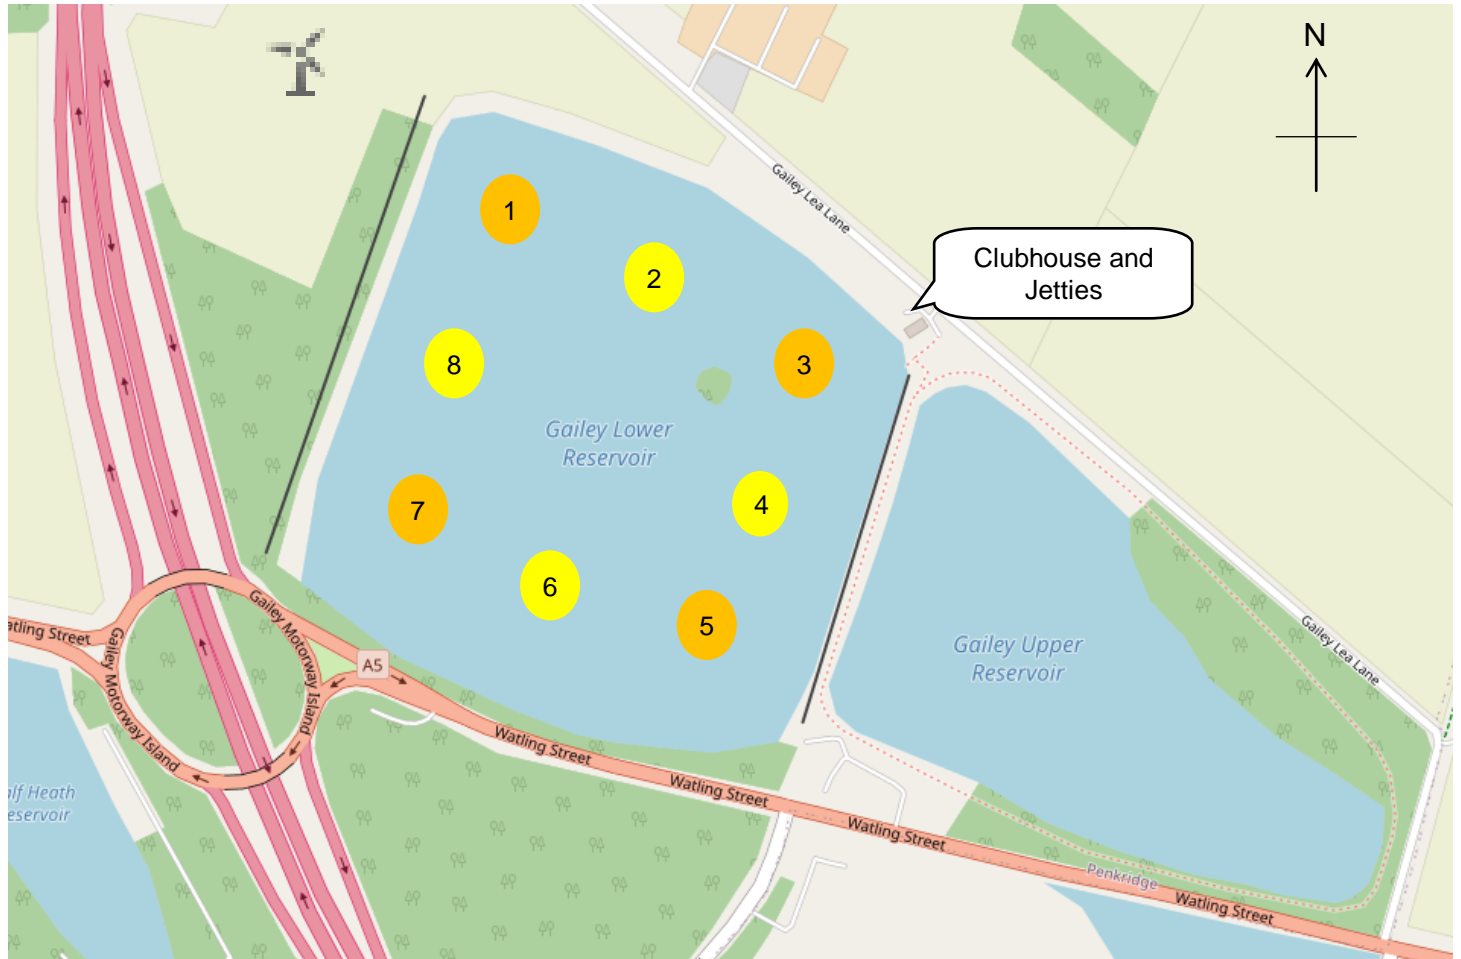 N
Gailey Lea Lane
Clubhouse and
Jetties
1
2
8
3
Gailey Lower
Reservoir
7
4
6
5
atling Street
Gailey Motorway Island
Gailey Motorway Island
A5
Gailey Upper
Reservoir
Gailey Lea Lane
Watling Street
Watling Street
Watling Street
Penkridge
Watling Street
alf Heath
eservoir